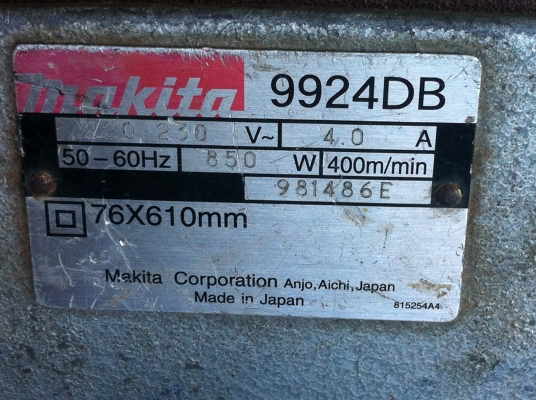 makita 9924DB
230 V~ 4.0 A
50-60Hz 850 W 400m/min
981486E
76X610mm
Makita Corporation Anjo,Aichi,Japan
Made in Japan 815254A4